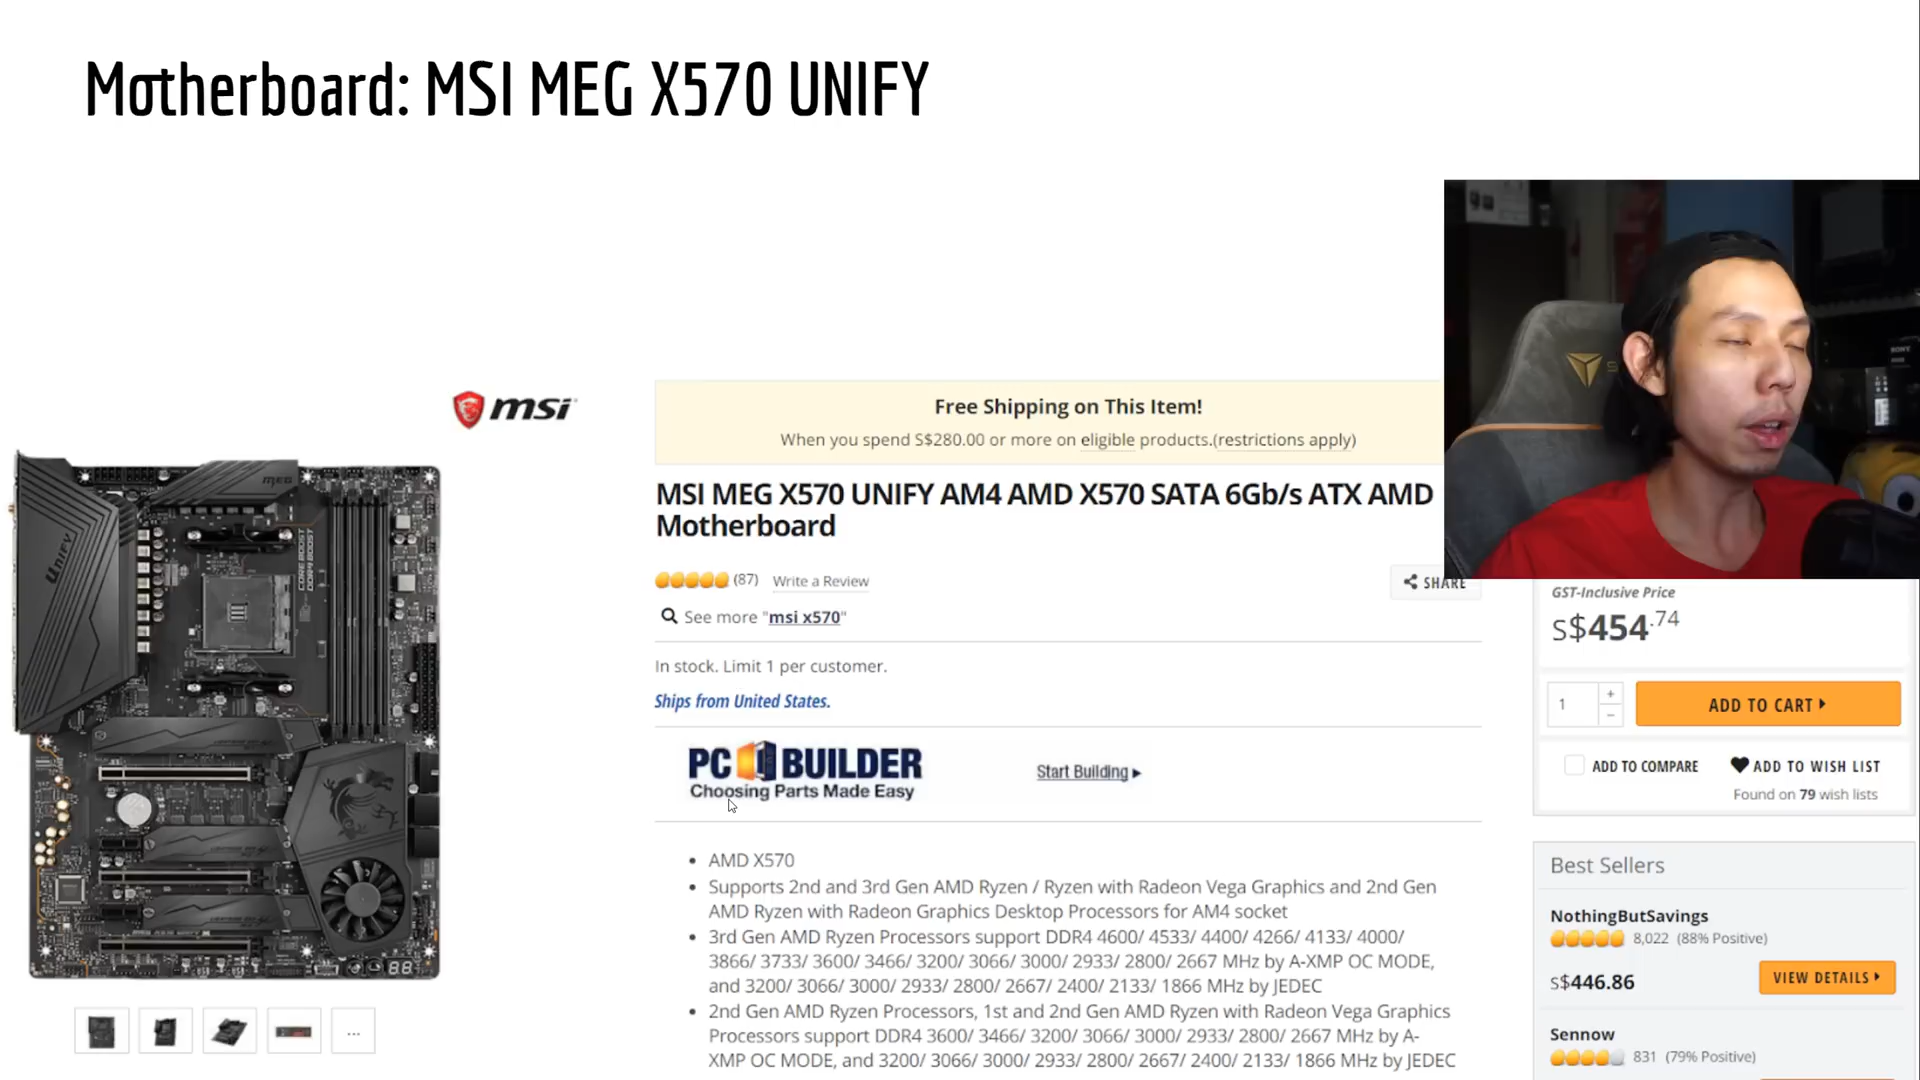 Motherboard: MSI MEG X570 UNIFY
msi
MEG
UNIFY
CORE BOOST
DDR4 BOOST
88
...
Free Shipping on This Item!
When you spend S$280.00 or more on eligible products.(restrictions apply)
MSI MEG X570 UNIFY AM4 AMD X570 SATA 6Gb/s ATX AMD
Motherboard
(87) Write a Review
SHARE
See more "msi x570"
In stock. Limit 1 per customer.
Ships from United States.
PC BUILDER
Choosing Parts Made Easy
Start Building
• AMD X570
• Supports 2nd and 3rd Gen AMD Ryzen / Ryzen with Radeon Vega Graphics and 2nd Gen
AMD Ryzen with Radeon Graphics Desktop Processors for AM4 socket
• 3rd Gen AMD Ryzen Processors support DDR4 4600/ 4533/ 4400/ 4266/ 4133/ 4000/
3866/ 3733/ 3600/ 3466/ 3200/ 3066/ 3000/ 2933/ 2800/ 2667 MHz by A-XMP OC MODE,
and 3200/ 3066/ 3000/ 2933/ 2800/ 2667/ 2400/ 2133/ 1866 MHz by JEDEC
• 2nd Gen AMD Ryzen Processors, 1st and 2nd Gen AMD Ryzen with Radeon Vega Graphics
Processors support DDR4 3600/ 3466/ 3200/ 3066/ 3000/ 2933/ 2800/ 2667 MHz by A-
XMP OC MODE, and 3200/ 3066/ 3000/ 2933/ 2800/ 2667/ 2400/ 2133/ 1866 MHz by JEDEC
SONY
GST-Inclusive Price
S$454.74
1
+
−
ADD TO CART
ADD TO COMPARE
ADD TO WISH LIST
Found on 79 wish lists
Best Sellers
NothingButSavings
8,022 (88% Positive)
S$446.86
VIEW DETAILS
Sennow
831 (79% Positive)